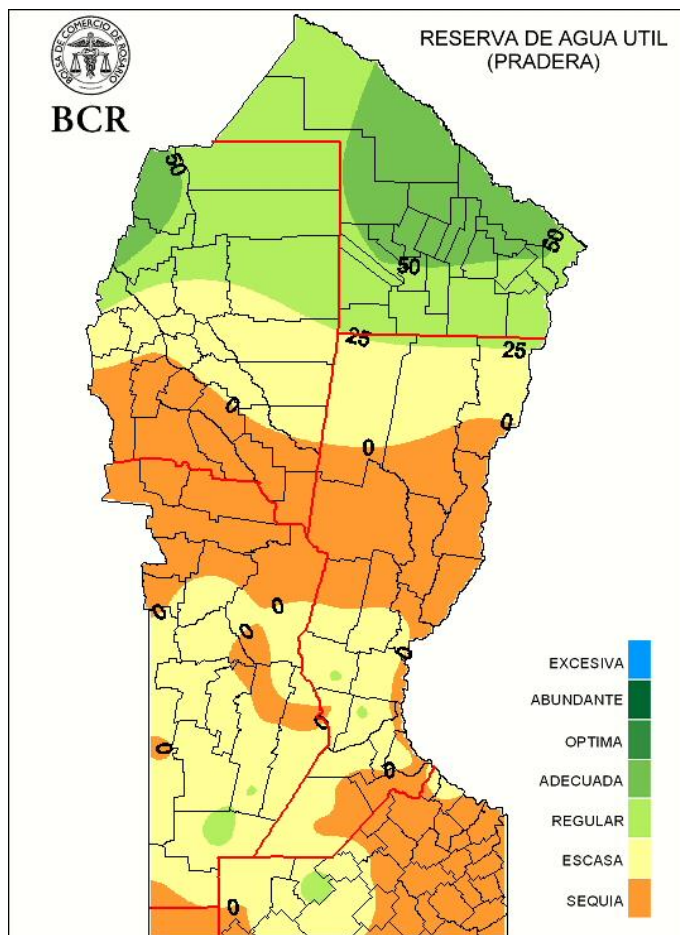 BOLSA DE COMERCIO DE ROSARIO
BCR
RESERVA DE AGUA UTIL
(PRADERA)
50
50
50
25
25
0
0
0
0
0
0
0
0
0
0
0
EXCESIVA
ABUNDANTE
OPTIMA
ADECUADA
REGULAR
ESCASA
SEQUIA